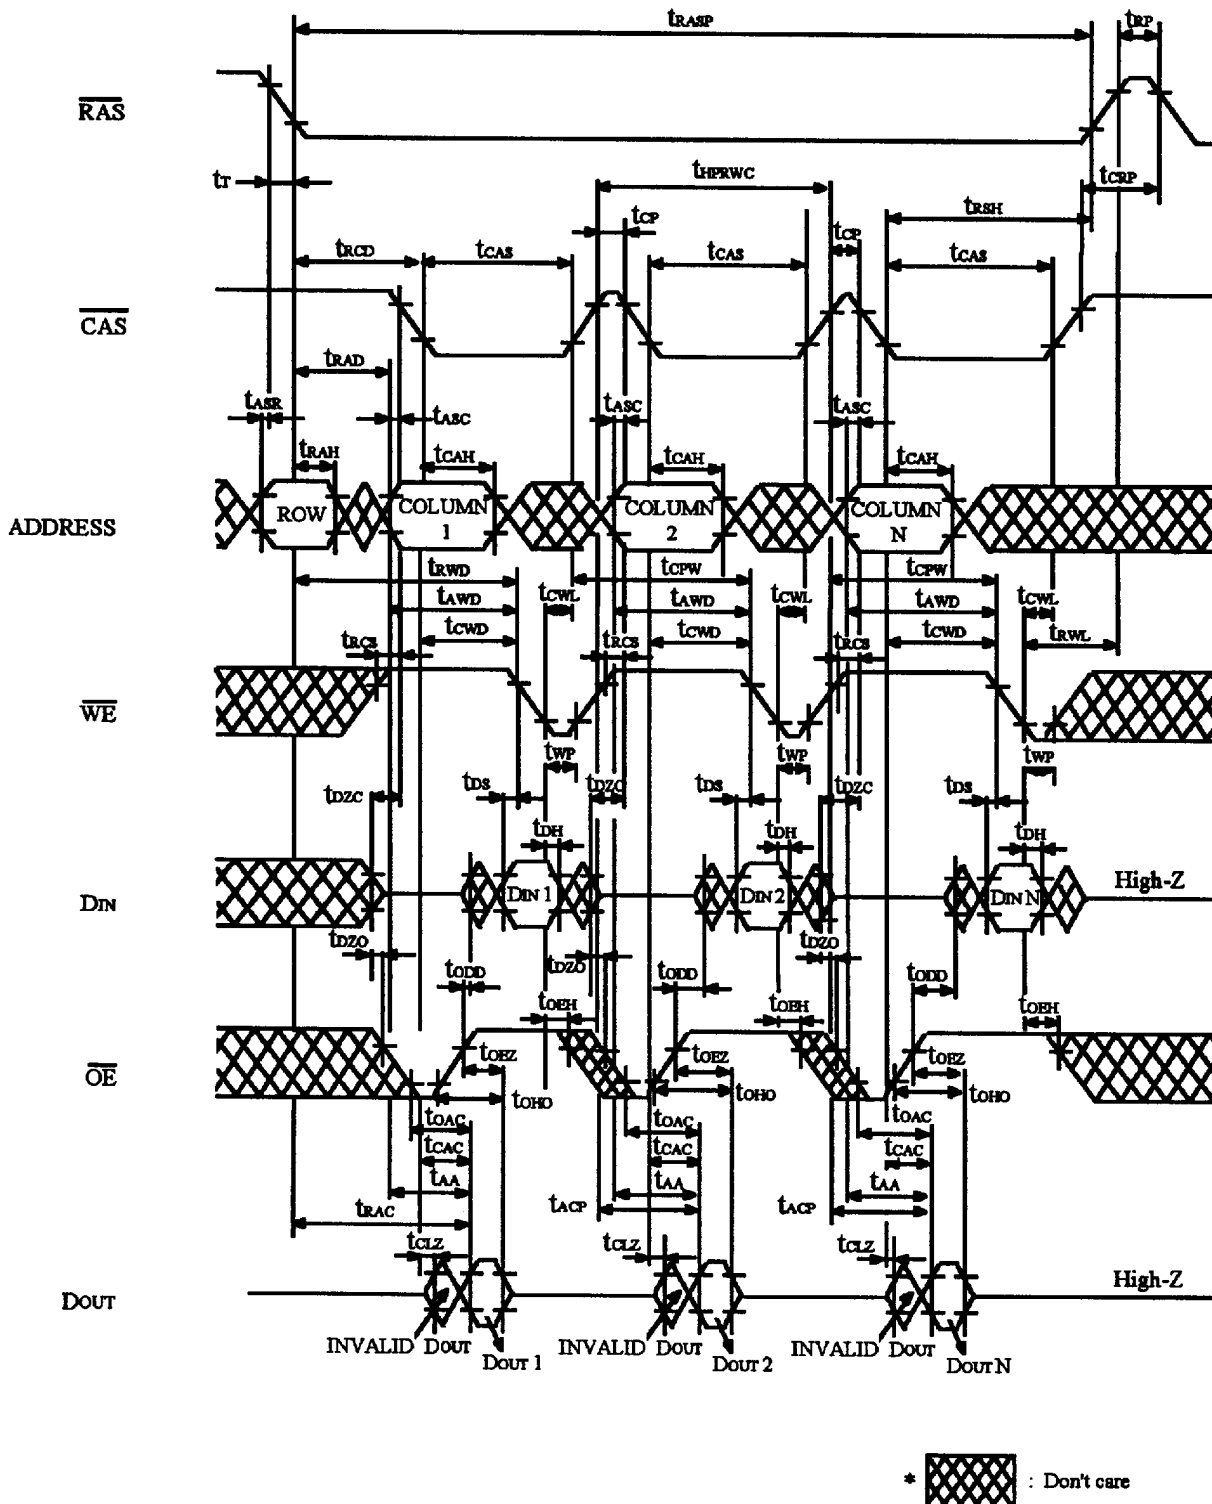 tRASP tRP
RAS
tT tHPRWC tCRP
tCP tCP tRSH
tRCD tCAS tCAS tCAS
CAS
tRAD
tASR tASC tASC tASC
tRAH tCAH tCAH tCAH
ADDRESS ROW COLUMN 1 COLUMN 2 COLUMN N
tRWD tCPW tCPW
tAWD tCWL tAWD tCWL tAWD tCWL
tRCS tCWD tRCS tCWD tRCS tCWD tRWL
WE
tWP tWP tWP
tDZC tDS tDZC tDS tDZC tDS
tDH tDH tDH
DIN DIN 1 DIN 2 DIN N High-Z
tDZO tODD tDZO tODD tDZO tODD
tOEH tOEH tOEH
OE tOEZ tOEZ tOEZ
tOHO tOHO tOHO
tOAC tOAC tOAC
tCAC tCAC tCAC
tAA tAA tAA
tRAC tACP tACP
tCLZ tCLZ tCLZ
DOUT High-Z
INVALID DOUT INVALID DOUT INVALID DOUT
DOUT 1 DOUT 2 DOUT N
* : Don't care